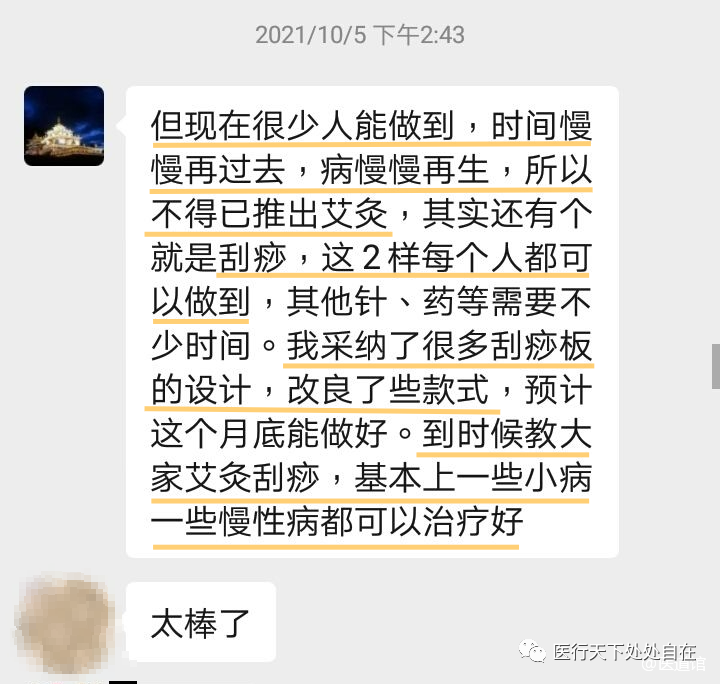 2021/10/5 下午2:43
但现在很少人能做到，时间慢
慢再过去，病慢慢再生，所以
不得已推出艾灸，其实还有个
就是刮痧，这2样每个人都可
以做到，其他针、药等需要不
少时间。我采纳了很多刮痧板
的设计，改良了些款式，预计
这个月底能做好。到时候教大
家艾灸刮痧，基本上一些小病
一些慢性病都可以治疗好
太棒了
医行天下处处自在
@医道馆